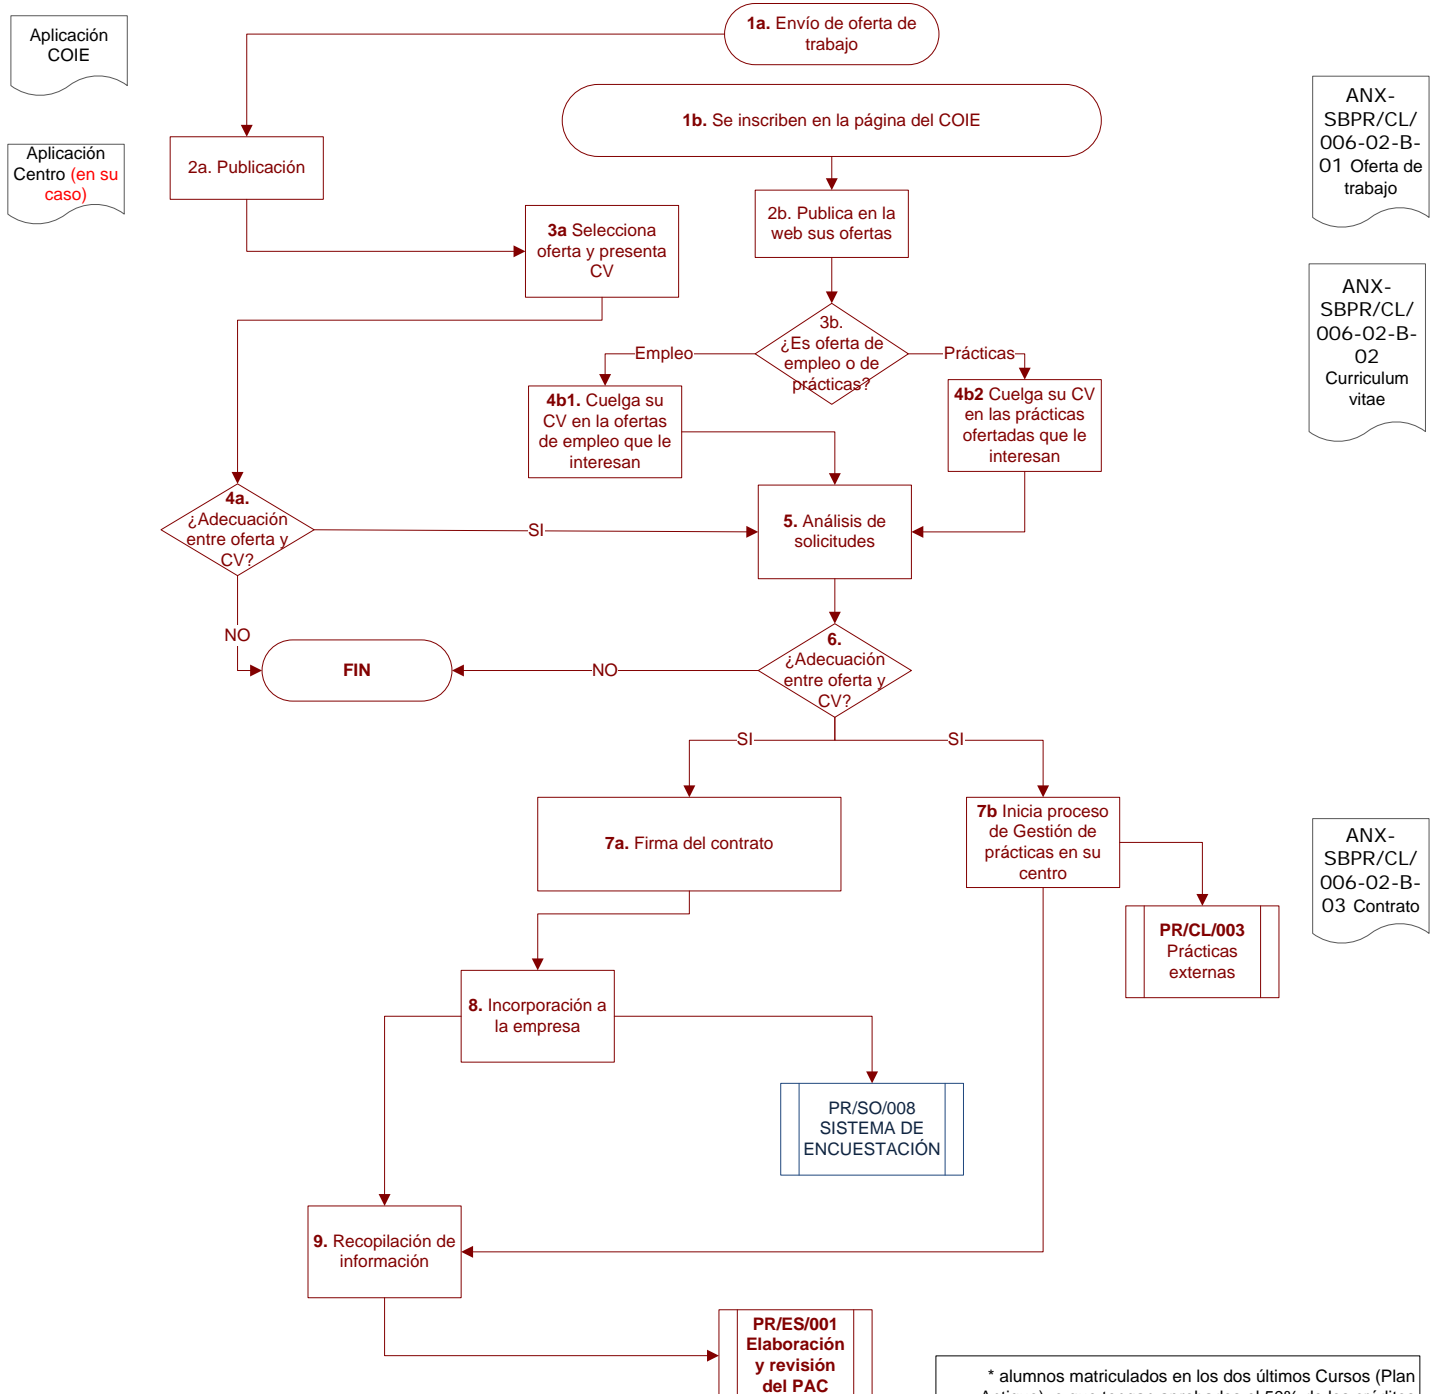 Aplicación
COIE
1a. Envío de oferta de
trabajo
1b. Se inscriben en la página del COIE
ANX-
SBPR/CL/
006-02-B-
01 Oferta de
trabajo
Aplicación
Centro (en su
caso)
2a. Publicación
2b. Publica en la
web sus ofertas
3a Selecciona
oferta y presenta
CV
ANX-
SBPR/CL/
006-02-B-
02
Curriculum
vitae
3b.
¿Es oferta de
empleo o de
prácticas?
Empleo
Prácticas
4b1. Cuelga su
CV en la ofertas
de empleo que le
interesan
4b2 Cuelga su CV
en las prácticas
ofertadas que le
interesan
4a.
¿Adecuación
entre oferta y
CV?
SI
5. Análisis de
solicitudes
NO
FIN
NO
6.
¿Adecuación
entre oferta y
CV?
SI
SI
7a. Firma del contrato
7b Inicia proceso
de Gestión de
prácticas en su
centro
ANX-
SBPR/CL/
006-02-B-
03 Contrato
PR/CL/003
Prácticas
externas
8. Incorporación a
la empresa
PR/SO/008
SISTEMA DE
ENCUESTACIÓN
9. Recopilación de
información
PR/ES/001
Elaboración
y revisión
del PAC
* alumnos matriculados en los dos últimos Cursos (Plan